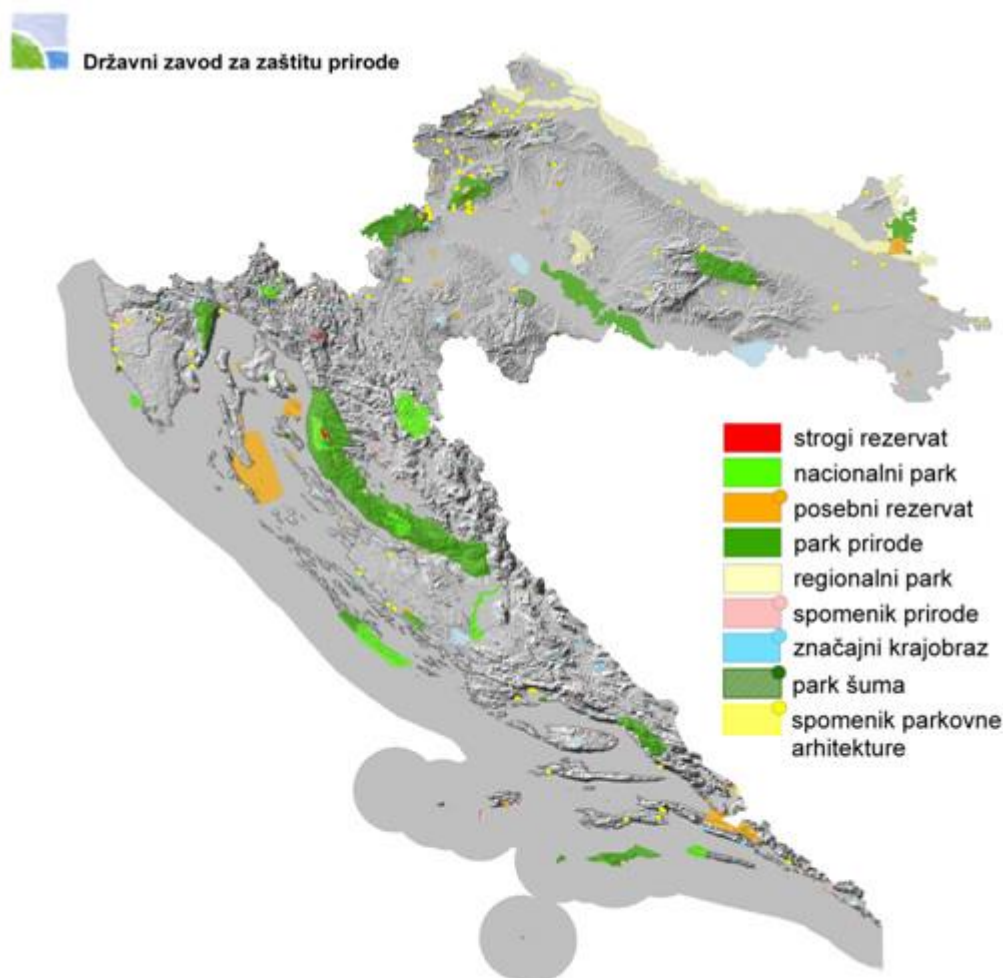 Državni zavod za zaštitu prirode
strogi rezervat
nacionalni park
posebni rezervat
park prirode
regionalni park
spomenik prirode
značajni krajobraz
park šuma
spomenik parkovne
arhitekture